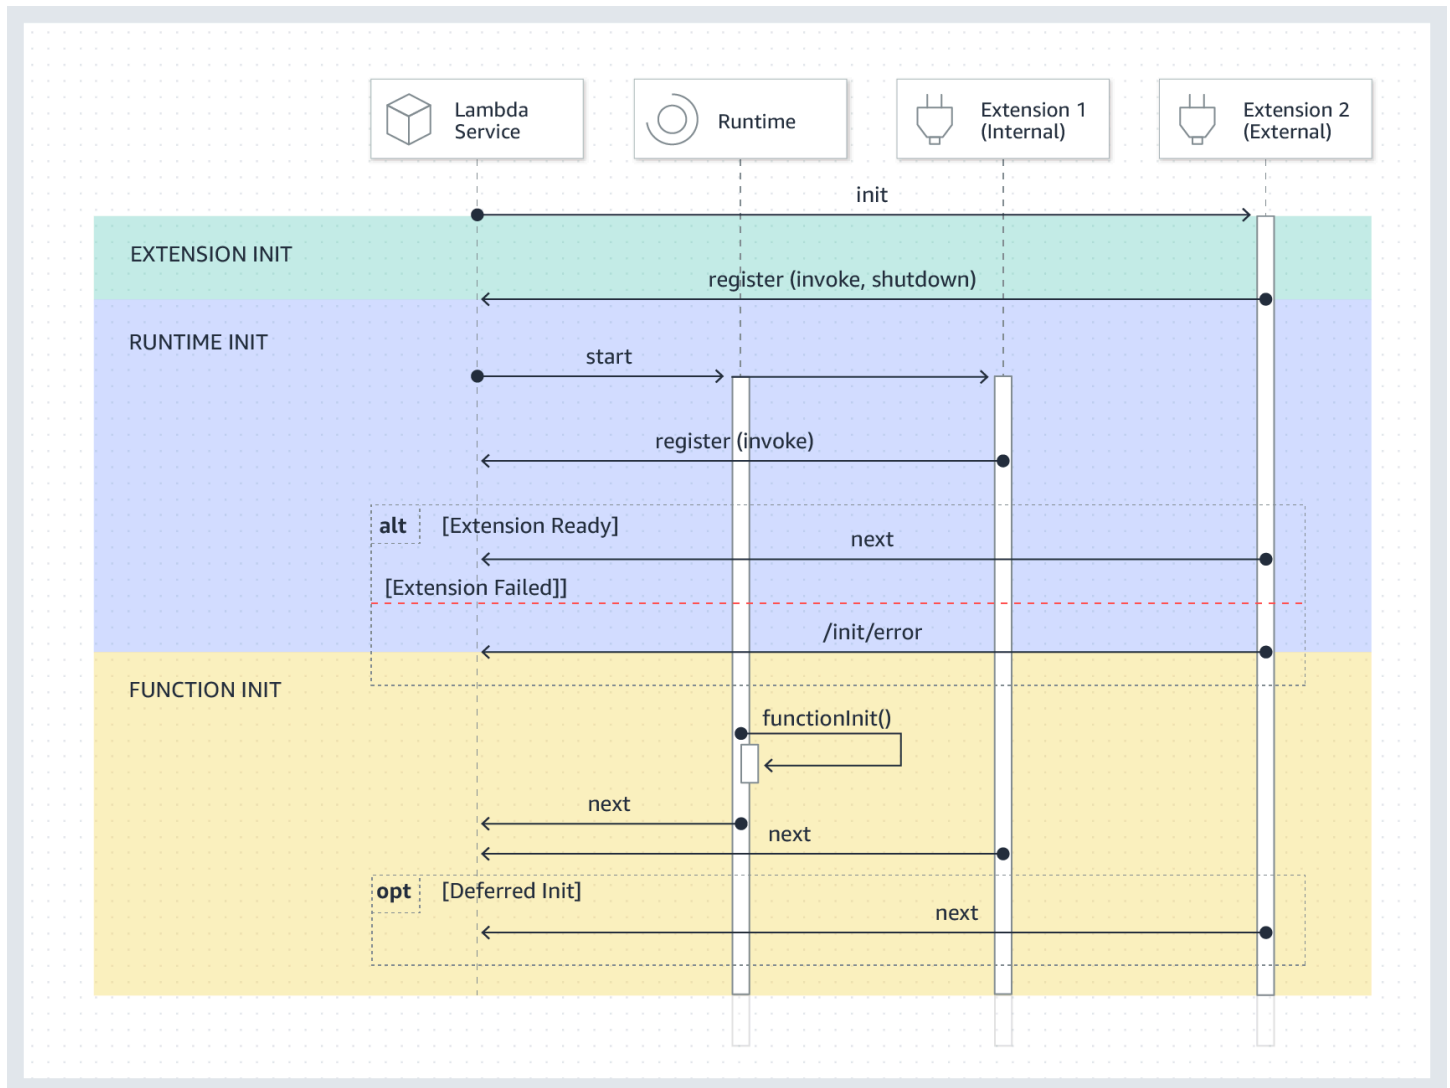 Lambda
Service
Runtime
Extension 1
(Internal)
Extension 2
(External)
init
EXTENSION INIT
register (invoke, shutdown)
RUNTIME INIT
start
register (invoke)
alt [Extension Ready]
next
[Extension Failed]]
/init/error
FUNCTION INIT
functionInit()
next
next
opt [Deferred Init]
next